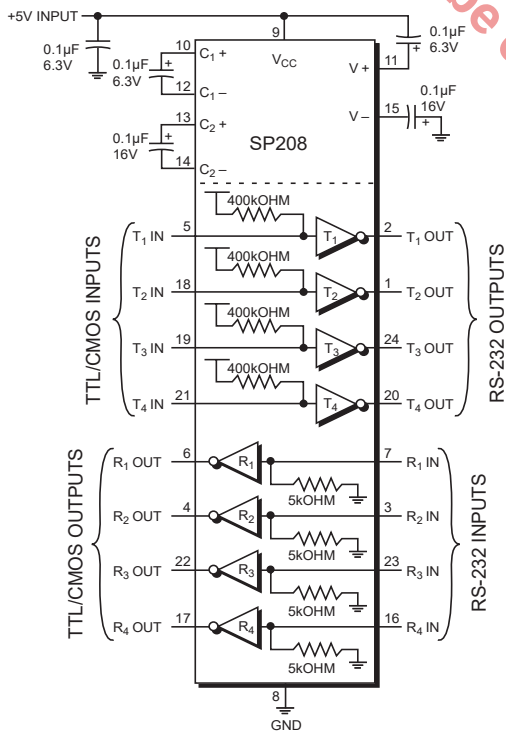 +5V INPUT
be
0.1µF
6.3V
0.1µF
6.3V
9
VCC
10
C1 +
0.1µF
6.3V
12
C1 –
V +
11
13
C2 +
0.1µF
16V
14
C2 –
V –
15
0.1µF
16V
SP208
TTL/CMOS INPUTS
RS-232 OUTPUTS
400kOHM
T1 IN
5
T1
2
T1 OUT
400kOHM
T2 IN
18
T2
1
T2 OUT
400kOHM
T3 IN
19
T3
24
T3 OUT
400kOHM
T4 IN
21
T4
20
T4 OUT
TTL/CMOS OUTPUTS
RS-232 INPUTS
R1 OUT
6
R1
7
R1 IN
5kOHM
R2 OUT
4
R2
3
R2 IN
5kOHM
R3 OUT
22
R3
23
R3 IN
5kOHM
R4 OUT
17
R4
16
R4 IN
5kOHM
8
GND